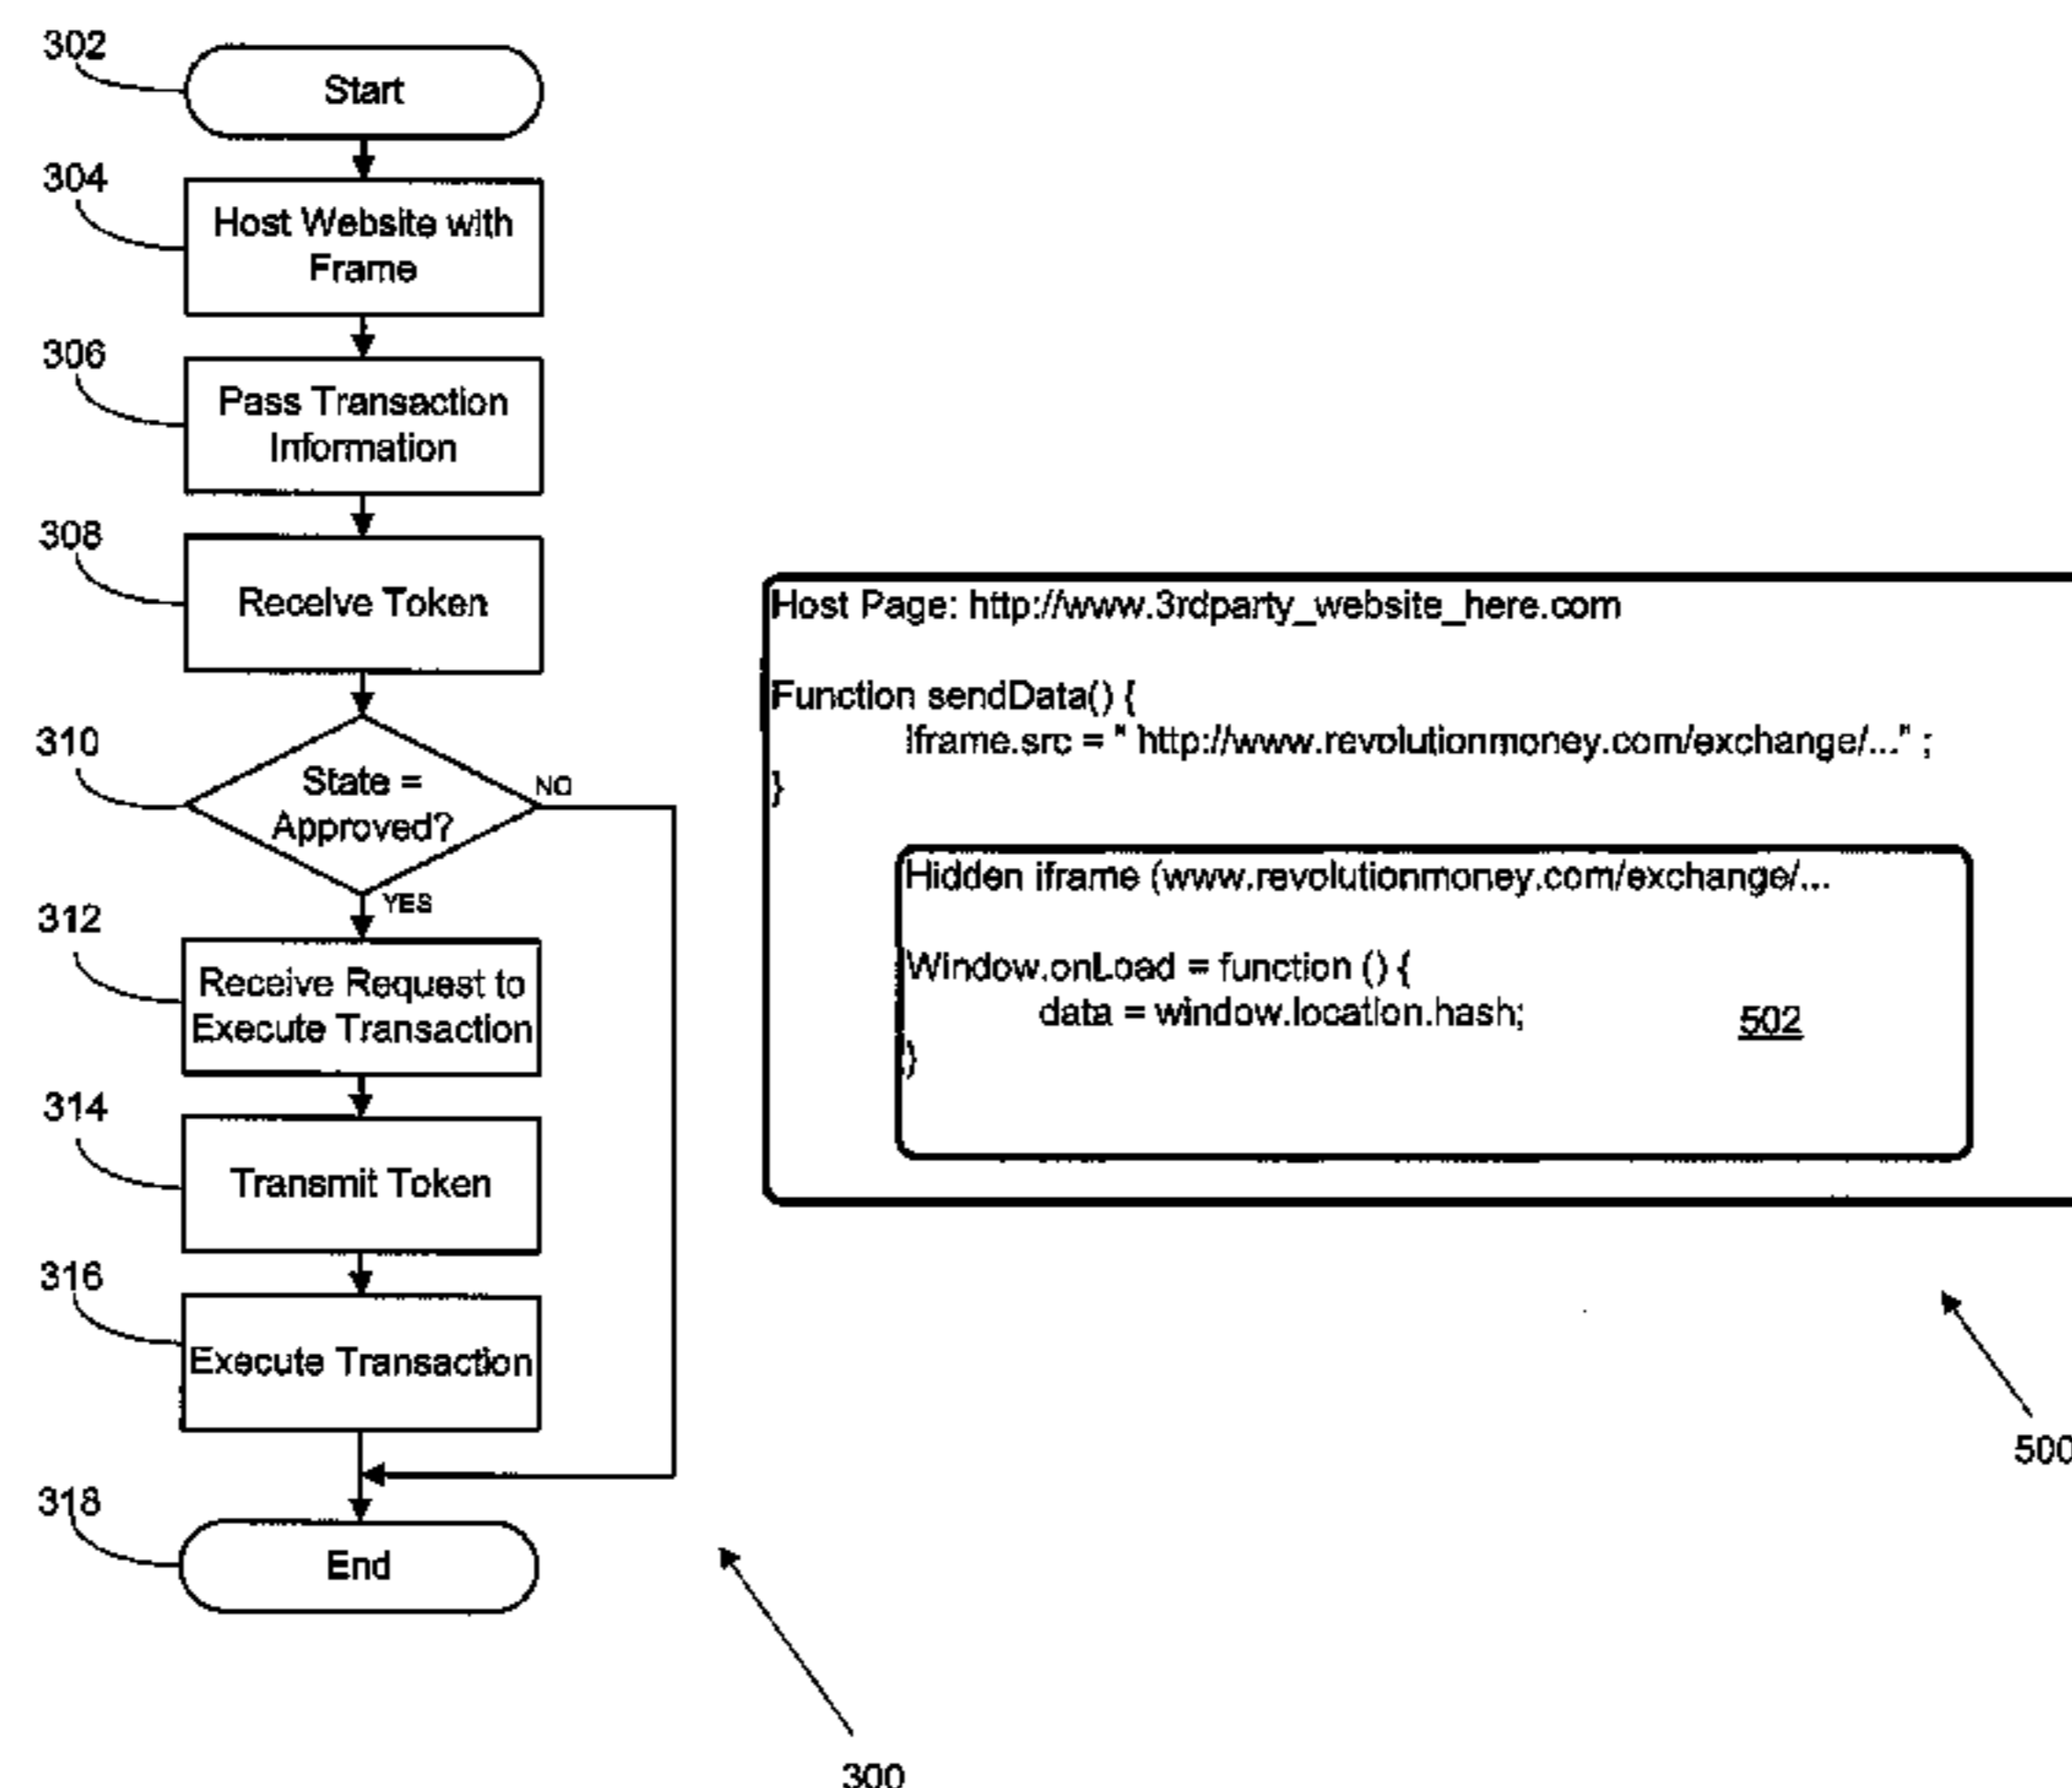 302
Start
304
Host Website with
Frame
306
Pass Transaction
Information
308
Receive Token
310
State =
Approved?
NO
YES
312
Receive Request to
Execute Transaction
314
Transmit Token
316
Execute Transaction
318
End
300
Host Page: http://www.3rdparty_website_here.com
Function sendData() {
iframe.src = " http://www.revolutionmoney.com/exchange/..." ;
}
Hidden iframe (www.revolutionmoney.com/exchange/...
Window.onLoad = function () {
data = window.location.hash;
502
}
500